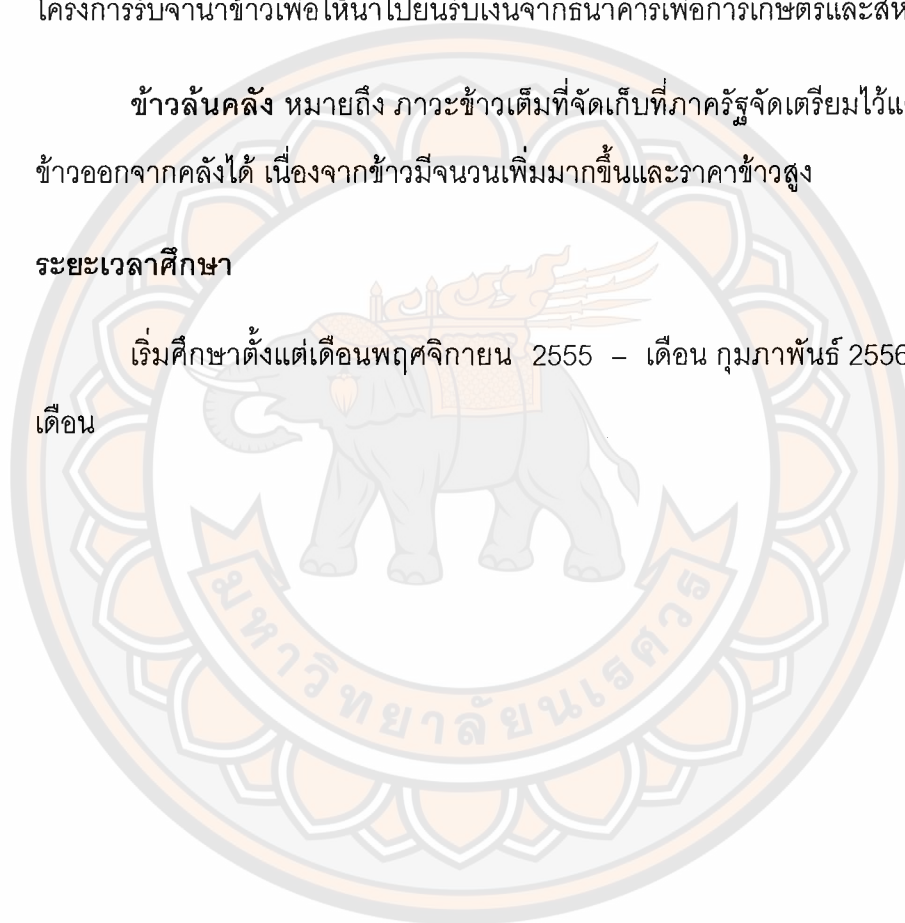 โครงการรับจำนำข้าวเพื่อให้นำไปยื่นรับเงินจากธนาคารเพื่อการเกษตรและสห
ข้าวล้นคลัง หมายถึง ภาวะข้าวเต็มที่จัดเก็บที่ภาครัฐจัดเตรียมไว้แ
ข้าวออกจากคลังได้ เนื่องจากข้าวมีจนวนเพิ่มมากขึ้นและราคาข้าวสูง
ระยะเวลาศึกษา
เริ่มศึกษาตั้งแต่เดือนพฤศจิกายน 2555 – เดือน กุมภาพันธ์ 2556
เดือน
มหาวิทยาลัยนเรศวร